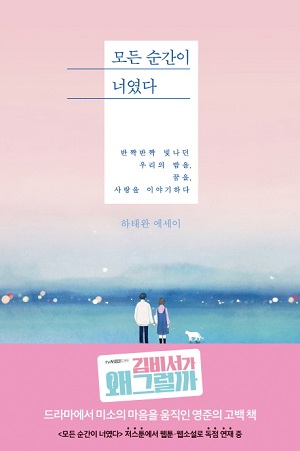 모든 순간이
너였다
반짝반짝 빛나던
우리의 밤을,
꿈을,
사랑을 이야기하다
하태완 에세이
김비서가
왜 그럴까
드라마에서 미소의 마음을 움직인 영준의 고백 책
<모든 순간이 너였다> 저스툰에서 웹툰·웹소설로 독점 연재 중